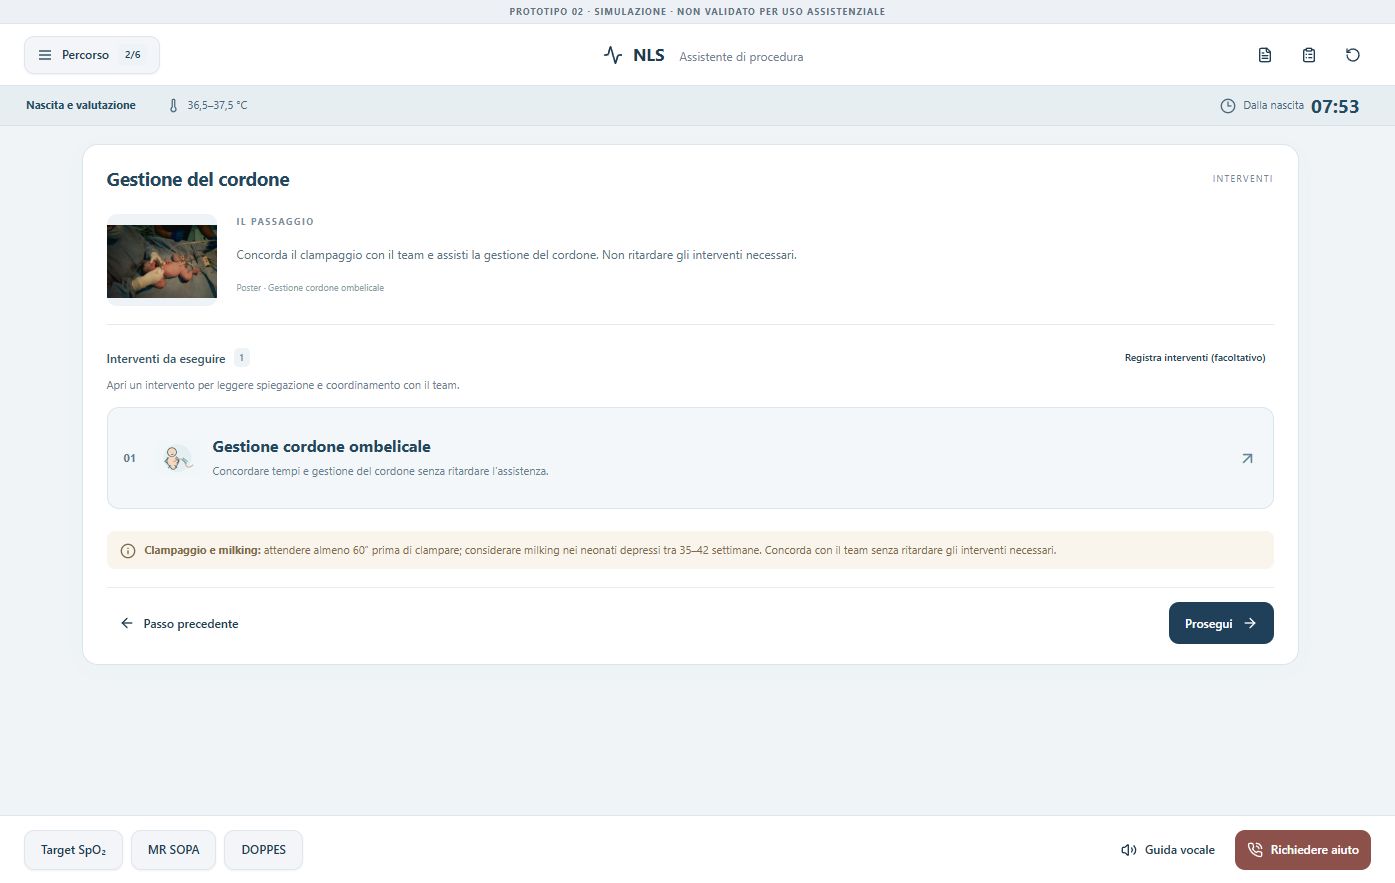 PROTOTIPO 02 · SIMULAZIONE · NON VALIDATO PER USO ASSISTENZIALE
Percorso 2/6
NLS Assistente di procedura
Nascita e valutazione 36,5–37,5 °C
Dalla nascita 07:53
Gestione del cordone
INTERVENTI
IL PASSAGGIO
Concorda il clampaggio con il team e assisti la gestione del cordone. Non ritardare gli interventi necessari.
Poster · Gestione cordone ombelicale
Interventi da eseguire 1
Registra interventi (facoltativo)
Apri un intervento per leggere spiegazione e coordinamento con il team.
01
Gestione cordone ombelicale
Concordare tempi e gestione del cordone senza ritardare l'assistenza.
Clampaggio e milking: attendere almeno 60″ prima di clampare; considerare milking nei neonati depressi tra 35–42 settimane. Concorda con il team senza ritardare gli interventi necessari.
Passo precedente
Prosegui
Target SpO₂
MR SOPA
DOPPES
Guida vocale
Richiedere aiuto